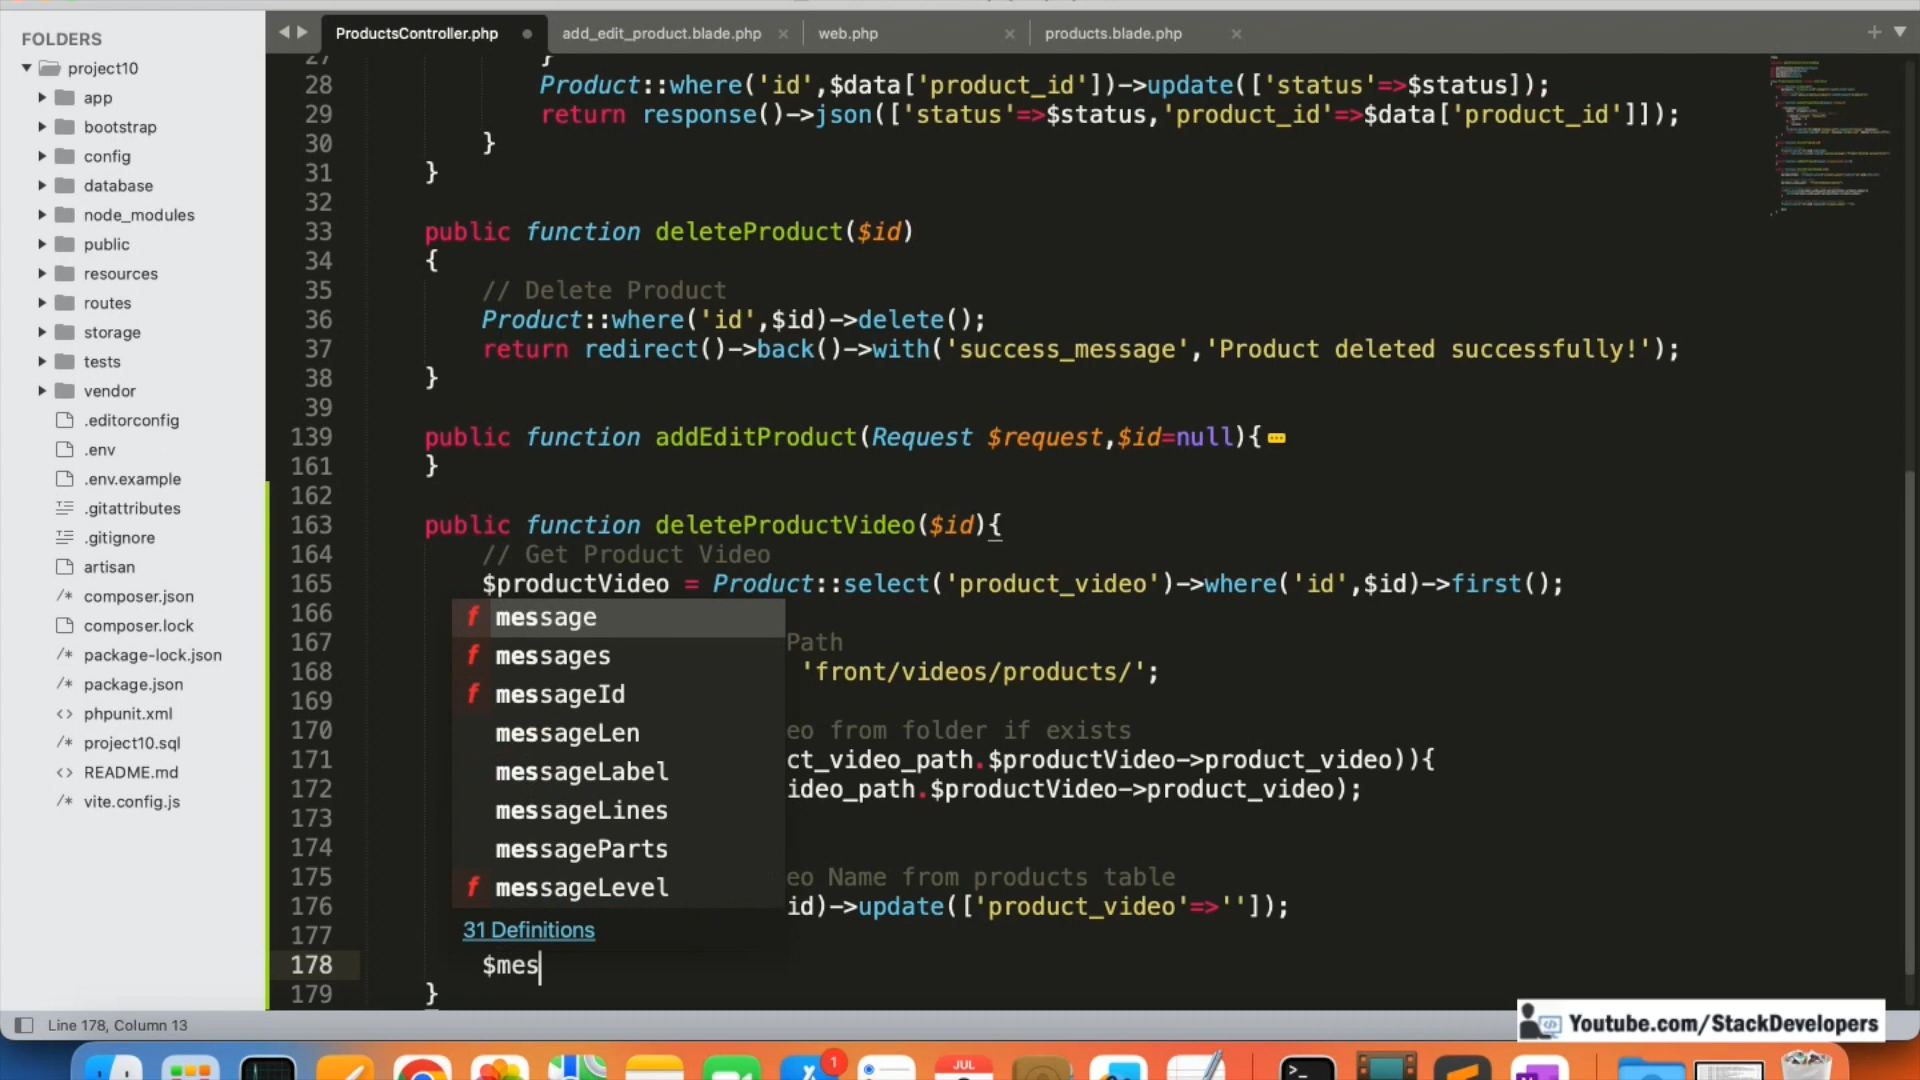 FOLDERS
project10
app
bootstrap
config
database
node_modules
public
resources
routes
storage
tests
vendor
.editorconfig
.env
.env.example
.gitattributes
.gitignore
artisan
composer.json
composer.lock
package-lock.json
package.json
phpunit.xml
project10.sql
README.md
vite.config.js
ProductsController.php
add_edit_product.blade.php
web.php
products.blade.php
27 }
28 Product::where('id',$data['product_id'])->update(['status'=>$status]);
29 return response()->json(['status'=>$status,'product_id'=>$data['product_id']]);
30 }
31 }
32
33 public function deleteProduct($id)
34 {
35 // Delete Product
36 Product::where('id',$id)->delete();
37 return redirect()->back()->with('success_message','Product deleted successfully!');
38 }
39
139 public function addEditProduct(Request $request,$id=null){
161 }
162
163 public function deleteProductVideo($id){
164 // Get Product Video
165 $productVideo = Product::select('product_video')->where('id',$id)->first();
166
167 Path
168 'front/videos/products/';
169
170 eo from folder if exists
171 ct_video_path.$productVideo->product_video)){
172 ideo_path.$productVideo->product_video);
173
174
175 eo Name from products table
176 id)->update(['product_video'=>'']);
177
178 $mes
179 }
f message
f messages
f messageId
messageLen
messageLabel
messageLines
messageParts
f messageLevel
31 Definitions
Line 178, Column 13
Youtube.com/StackDevelopers
1
JUL